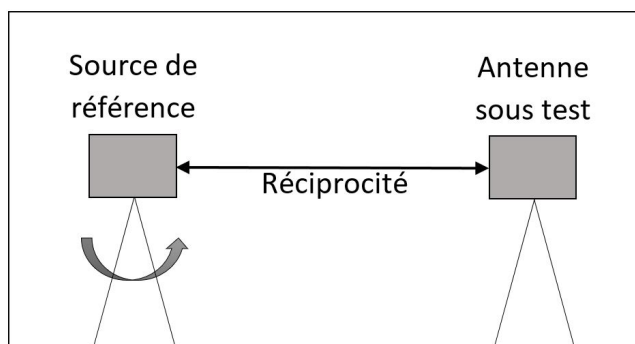 Source de
référence
Antenne
sous test
Réciprocité